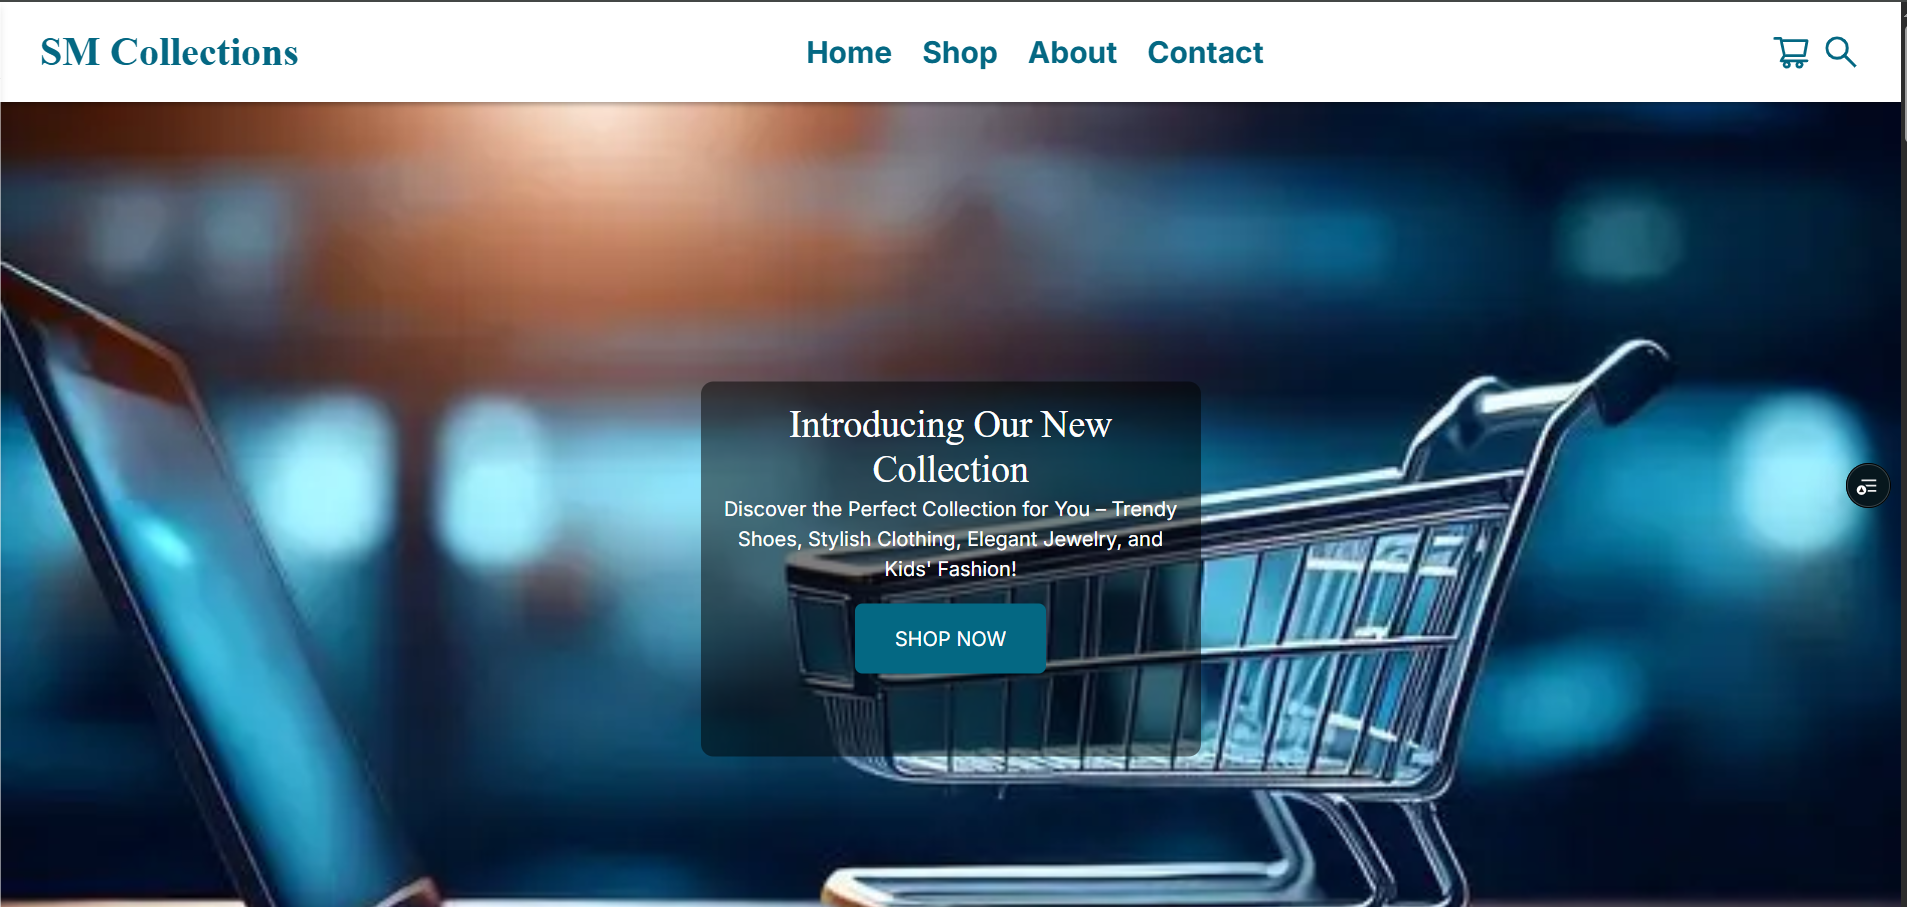 SM Collections
Home Shop About Contact
Introducing Our New
Collection
Discover the Perfect Collection for You – Trendy
Shoes, Stylish Clothing, Elegant Jewelry, and
Kids' Fashion!
SHOP NOW